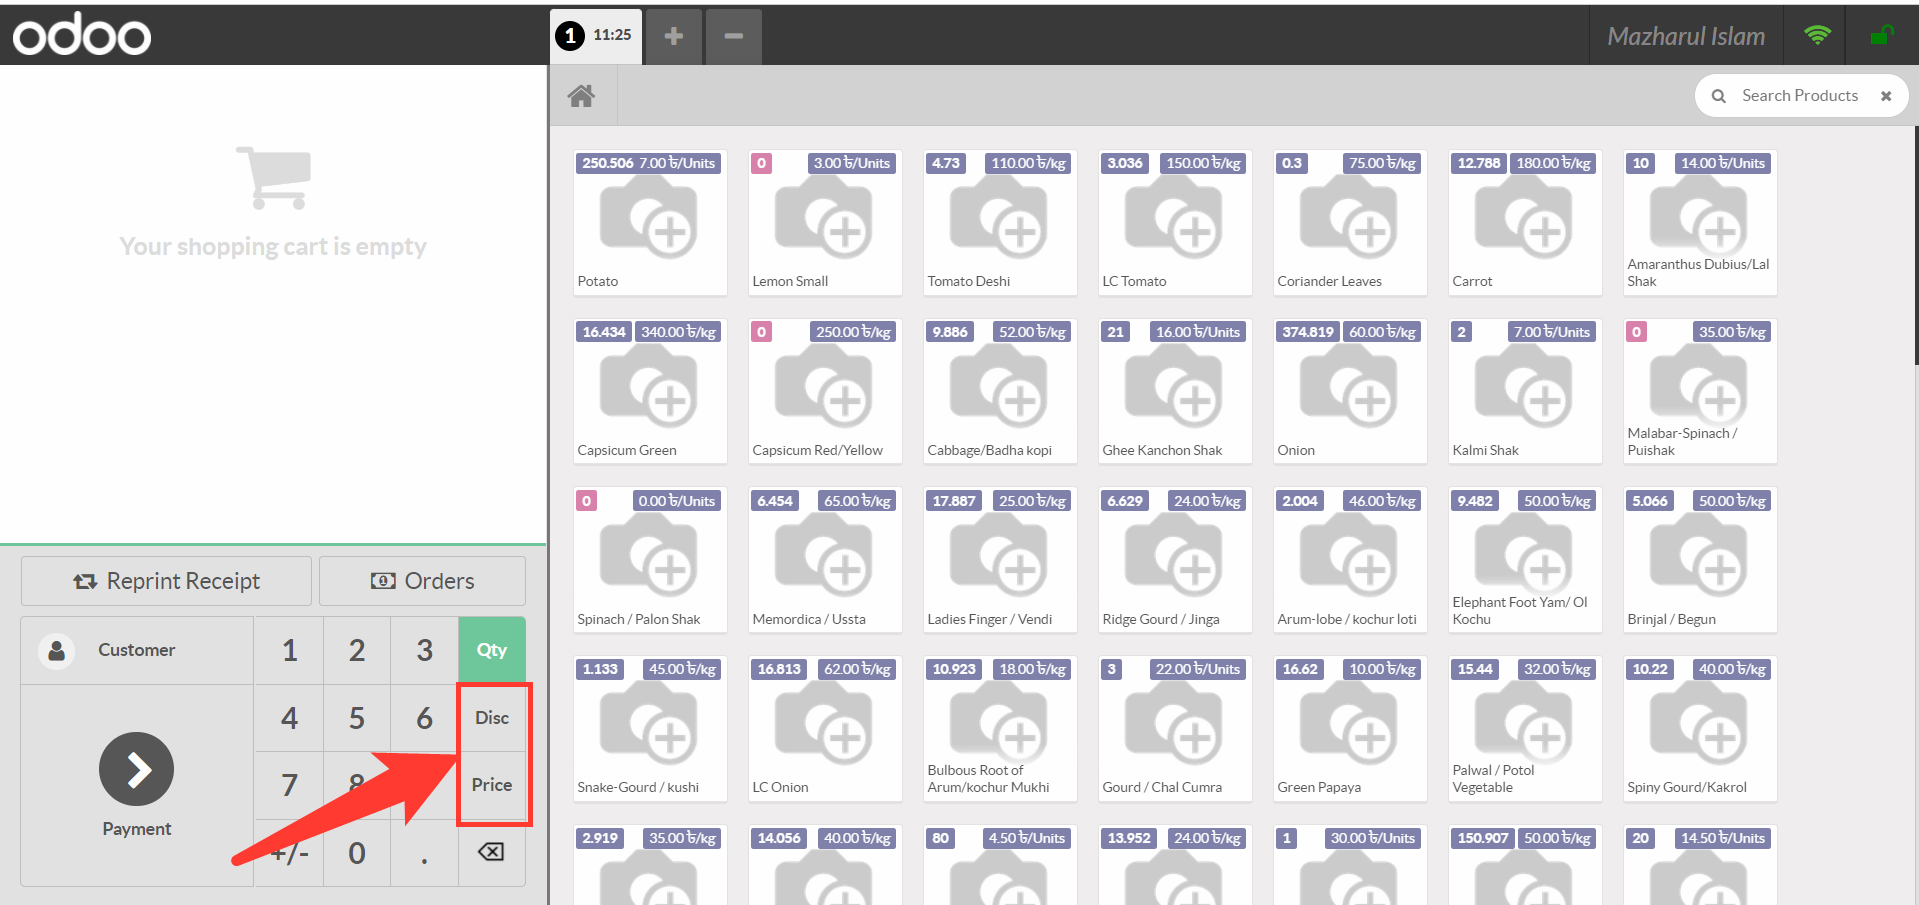 odoo
1 11:25
Mazharul Islam
Search Products
Your shopping cart is empty
250.506 7.00 ৳/Units
Potato
0 3.00 ৳/Units
Lemon Small
4.73 110.00 ৳/kg
Tomato Deshi
3.036 150.00 ৳/kg
LC Tomato
0.3 75.00 ৳/kg
Coriander Leaves
12.788 180.00 ৳/kg
Carrot
10 14.00 ৳/Units
Amaranthus Dubius/Lal
Shak
16.434 340.00 ৳/kg
Capsicum Green
0 250.00 ৳/kg
Capsicum Red/Yellow
9.886 52.00 ৳/kg
Cabbage/Badha kopi
21 16.00 ৳/Units
Ghee Kanchon Shak
374.819 60.00 ৳/kg
Onion
2 7.00 ৳/Units
Kalmi Shak
0 35.00 ৳/kg
Malabar-Spinach /
Puishak
0 0.00 ৳/Units
Spinach / Palon Shak
6.454 65.00 ৳/kg
Memordica / Ussta
17.887 25.00 ৳/kg
Ladies Finger / Vendi
6.629 24.00 ৳/kg
Ridge Gourd / Jinga
2.004 46.00 ৳/kg
Arum-lobe / kochur loti
9.482 50.00 ৳/kg
Elephant Foot Yam/ Ol
Kochu
5.066 50.00 ৳/kg
Brinjal / Begun
1.133 45.00 ৳/kg
Snake-Gourd / kushi
16.813 62.00 ৳/kg
LC Onion
10.923 18.00 ৳/kg
Bulbous Root of
Arum/kochur Mukhi
3 22.00 ৳/Units
Gourd / Chal Cumra
16.62 10.00 ৳/kg
Green Papaya
15.44 32.00 ৳/kg
Palwal / Potol
Vegetable
10.22 40.00 ৳/kg
Spiny Gourd/Kakrol
2.919 35.00 ৳/kg
14.056 40.00 ৳/kg
80 4.50 ৳/Units
13.952 24.00 ৳/kg
1 30.00 ৳/Units
150.907 50.00 ৳/kg
20 14.50 ৳/Units
Reprint Receipt
Orders
Customer
1 2 3 Qty
4 5 6 Disc
7 8 Price
+/- 0 .
Payment